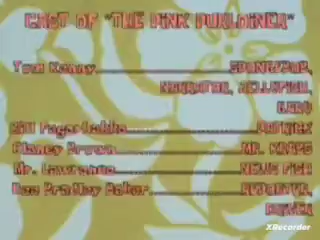 CAST OF "THE PINK PURLOINER"
Tom Kenny SPONGEBOB,
NARRATOR, JELLYFISH,
Bill Fagerbakke PATRICK
Clancy Brown MR. KRABS
Mr. Lawrence NEWS FISH
Dee Bradley Baker
XRecorder